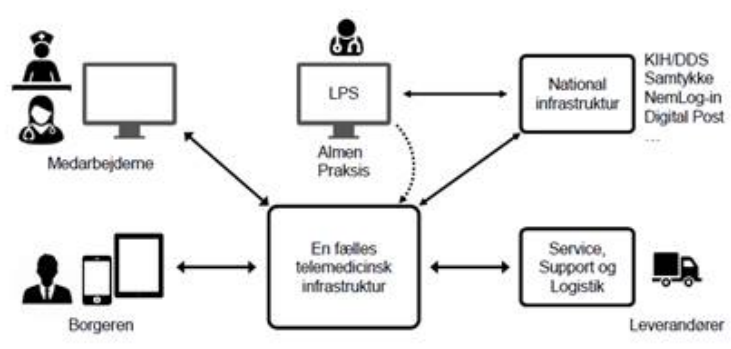 LPS
National
infrastruktur
KIH/DDS
Samtykke
NemLog-in
Digital Post
...
Medarbejderne
Almen
Praksis
En fælles
telemedicinsk
infrastruktur
Service,
Support og
Logistik
Borgeren
Leverandører